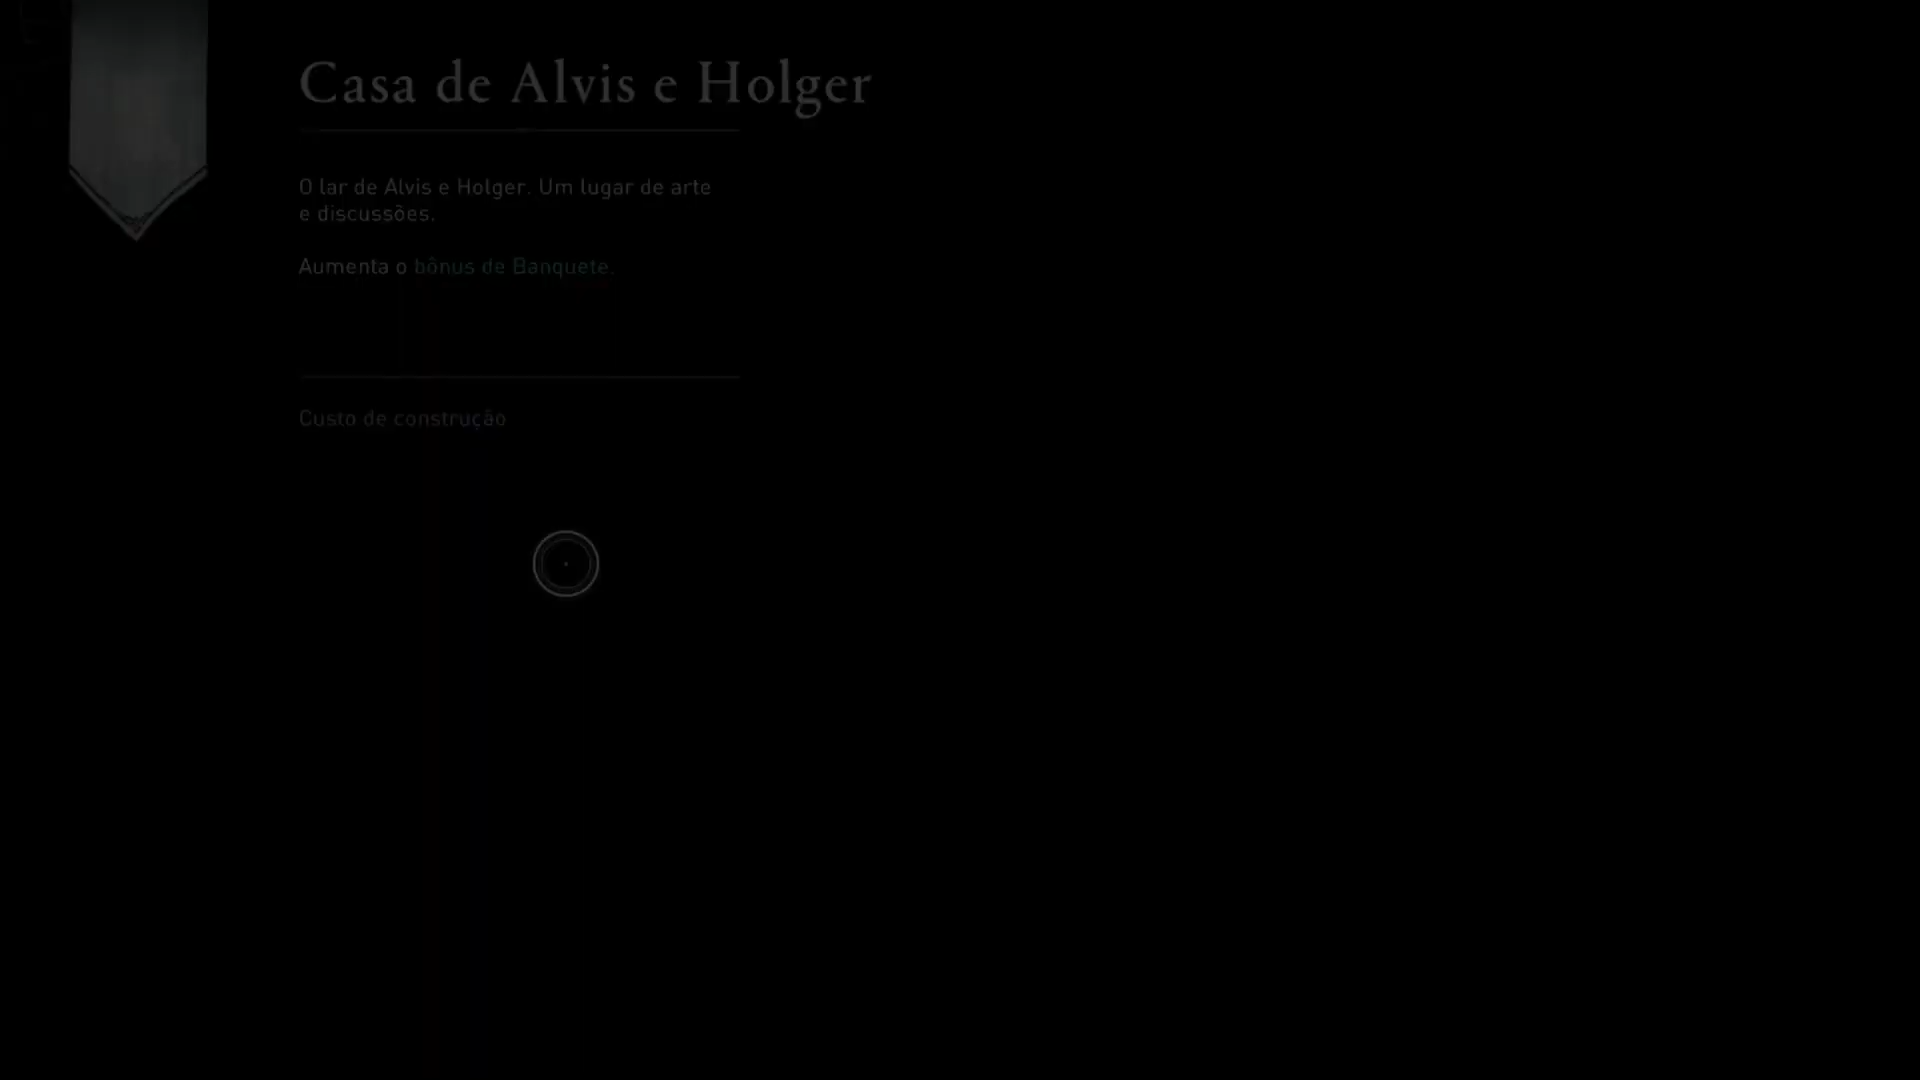 Casa de Alvis e Holger
O lar de Alvis e Holger. Um lugar de arte
e discussões.
Aumenta o bônus de Banquete.
Custo de construção